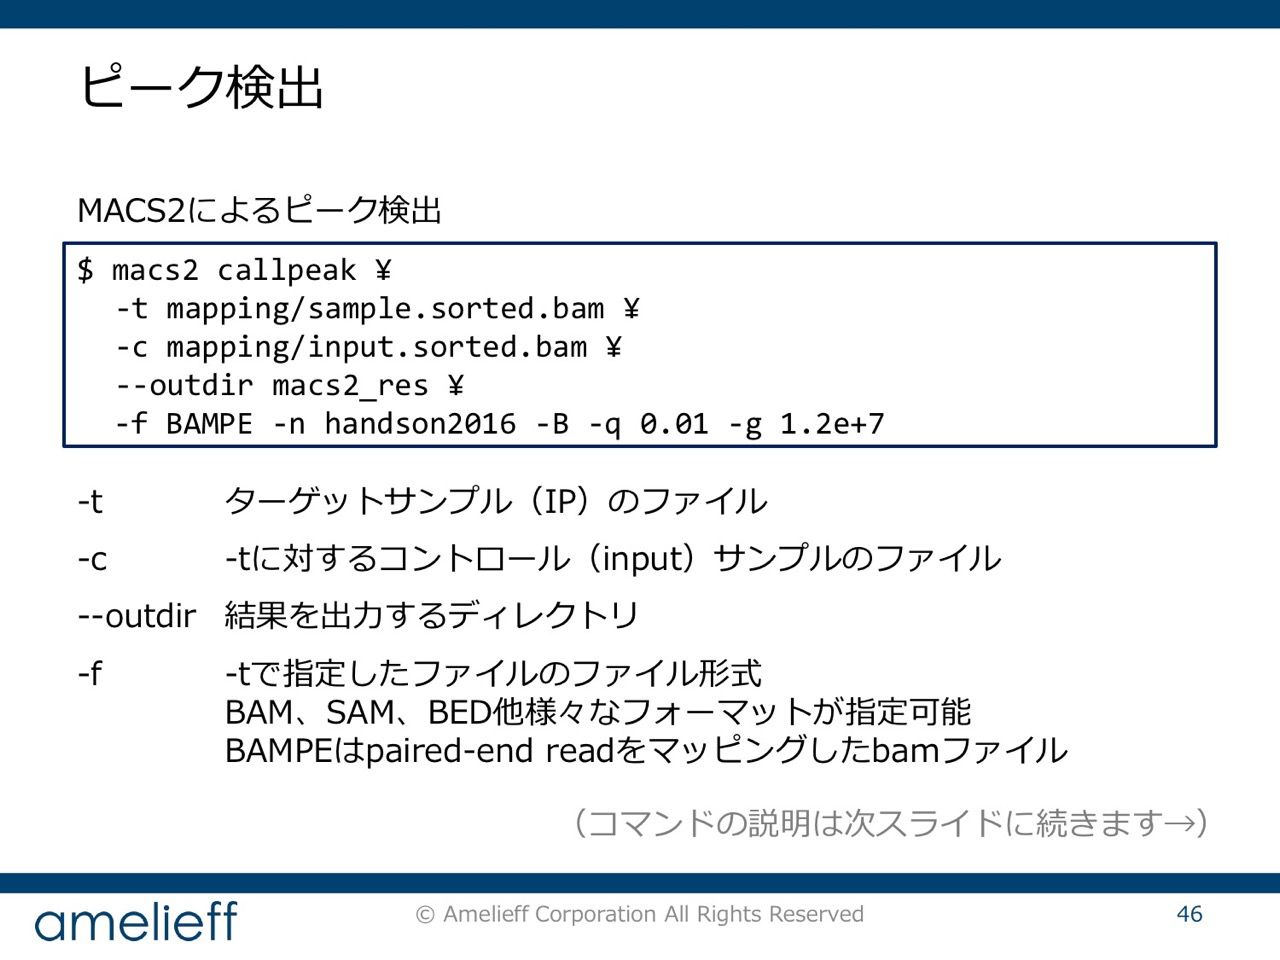 ピーク検出
MACS2によるピーク検出
$ macs2 callpeak ¥
-t mapping/sample.sorted.bam ¥
-c mapping/input.sorted.bam ¥
--outdir macs2_res ¥
-f BAMPE -n handson2016 -B -q 0.01 -g 1.2e+7
-t ターゲットサンプル（IP）のファイル
-c -tに対するコントロール（input）サンプルのファイル
--outdir 結果を出力するディレクトリ
-f -tで指定したファイルのファイル形式
BAM、SAM、BED他様々なフォーマットが指定可能
BAMPEはpaired-end readをマッピングしたbamファイル
（コマンドの説明は次スライドに続きます→）
amelieff
© Amelieff Corporation All Rights Reserved
46